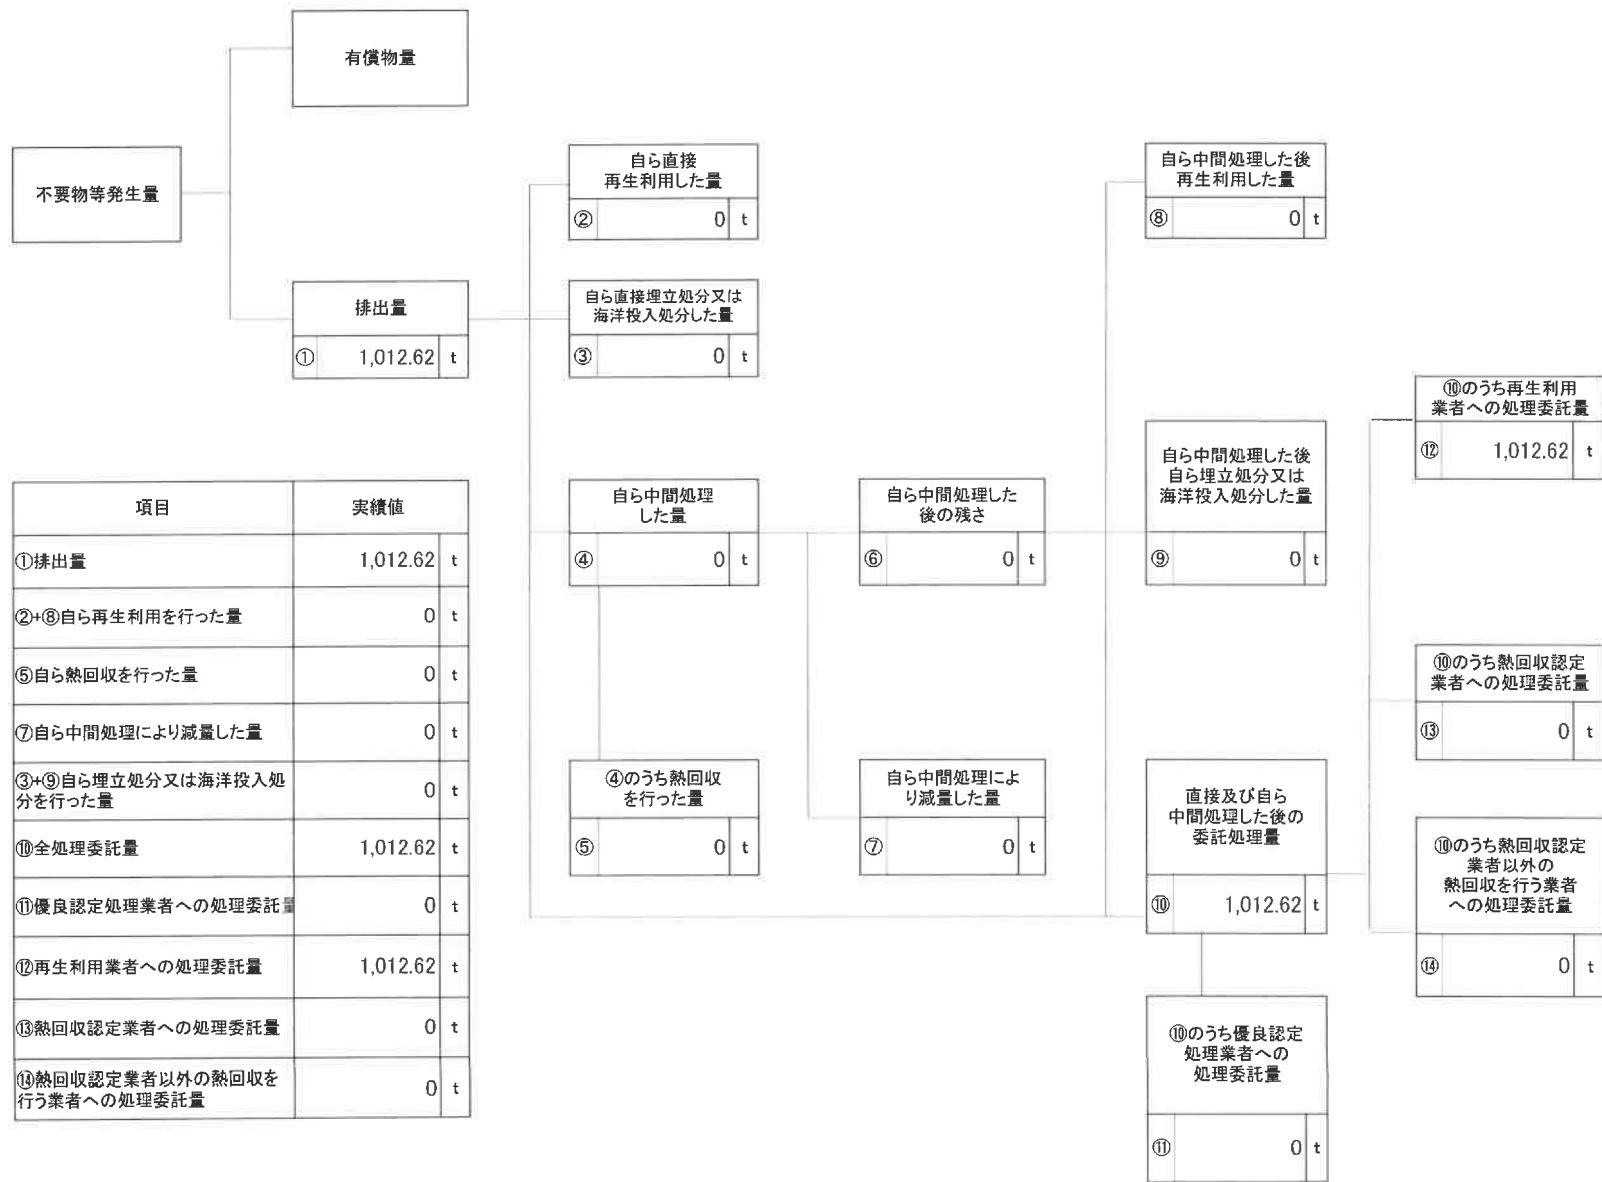 有償物量
不要物等発生量
排出量
① 1,012.62 t
自ら直接
再生利用した量
② 0 t
自ら直接埋立処分又は
海洋投入処分した量
③ 0 t
自ら中間処理
した量
④ 0 t
④のうち熱回収
を行った量
⑤ 0 t
自ら中間処理した
後の残さ
⑥ 0 t
自ら中間処理によ
り減量した量
⑦ 0 t
自ら中間処理した後
再生利用した量
⑧ 0 t
自ら中間処理した後
自ら埋立処分又は
海洋投入処分した量
⑨ 0 t
直接及び自ら
中間処理した後の
委託処理量
⑩ 1,012.62 t
⑩のうち優良認定
処理業者への
処理委託量
⑪ 0 t
⑩のうち再生利用
業者への処理委託量
⑫ 1,012.62 t
⑩のうち熱回収認定
業者への処理委託量
⑬ 0 t
⑩のうち熱回収認定
業者以外の
熱回収を行う業者
への処理委託量
⑭ 0 t
項目 実績値
①排出量 1,012.62 t
②+⑧自ら再生利用を行った量 0 t
⑤自ら熱回収を行った量 0 t
⑦自ら中間処理により減量した量 0 t
③+⑨自ら埋立処分又は海洋投入処
分を行った量 0 t
⑩全処理委託量 1,012.62 t
⑪優良認定処理業者への処理委託量 0 t
⑫再生利用業者への処理委託量 1,012.62 t
⑬熱回収認定業者への処理委託量 0 t
⑭熱回収認定業者以外の熱回収を
行う業者への処理委託量 0 t